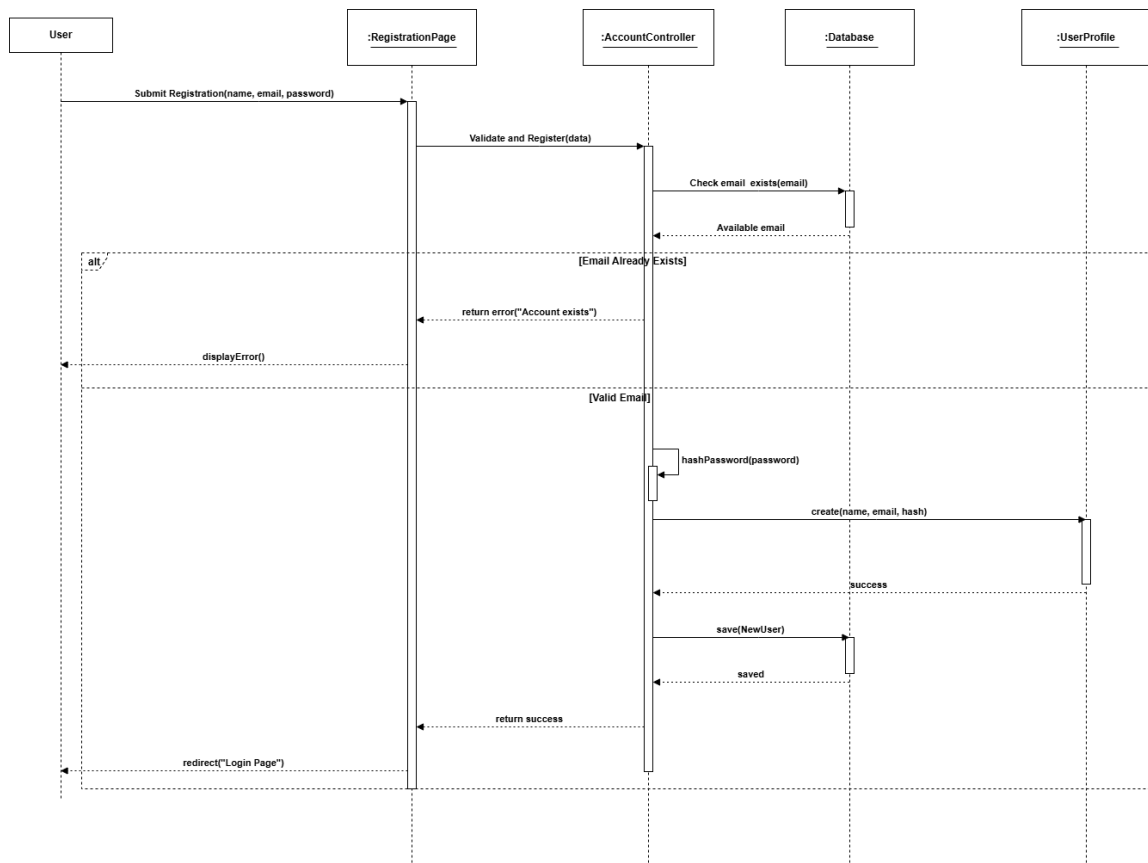 User
:RegistrationPage
:AccountController
:Database
:UserProfile
Submit Registration(name, email, password)
Validate and Register(data)
Check email exists(email)
Available email
alt
[Email Already Exists]
return error("Account exists")
displayError()
[Valid Email]
hashPassword(password)
create(name, email, hash)
success
save(NewUser)
saved
return success
redirect("Login Page")